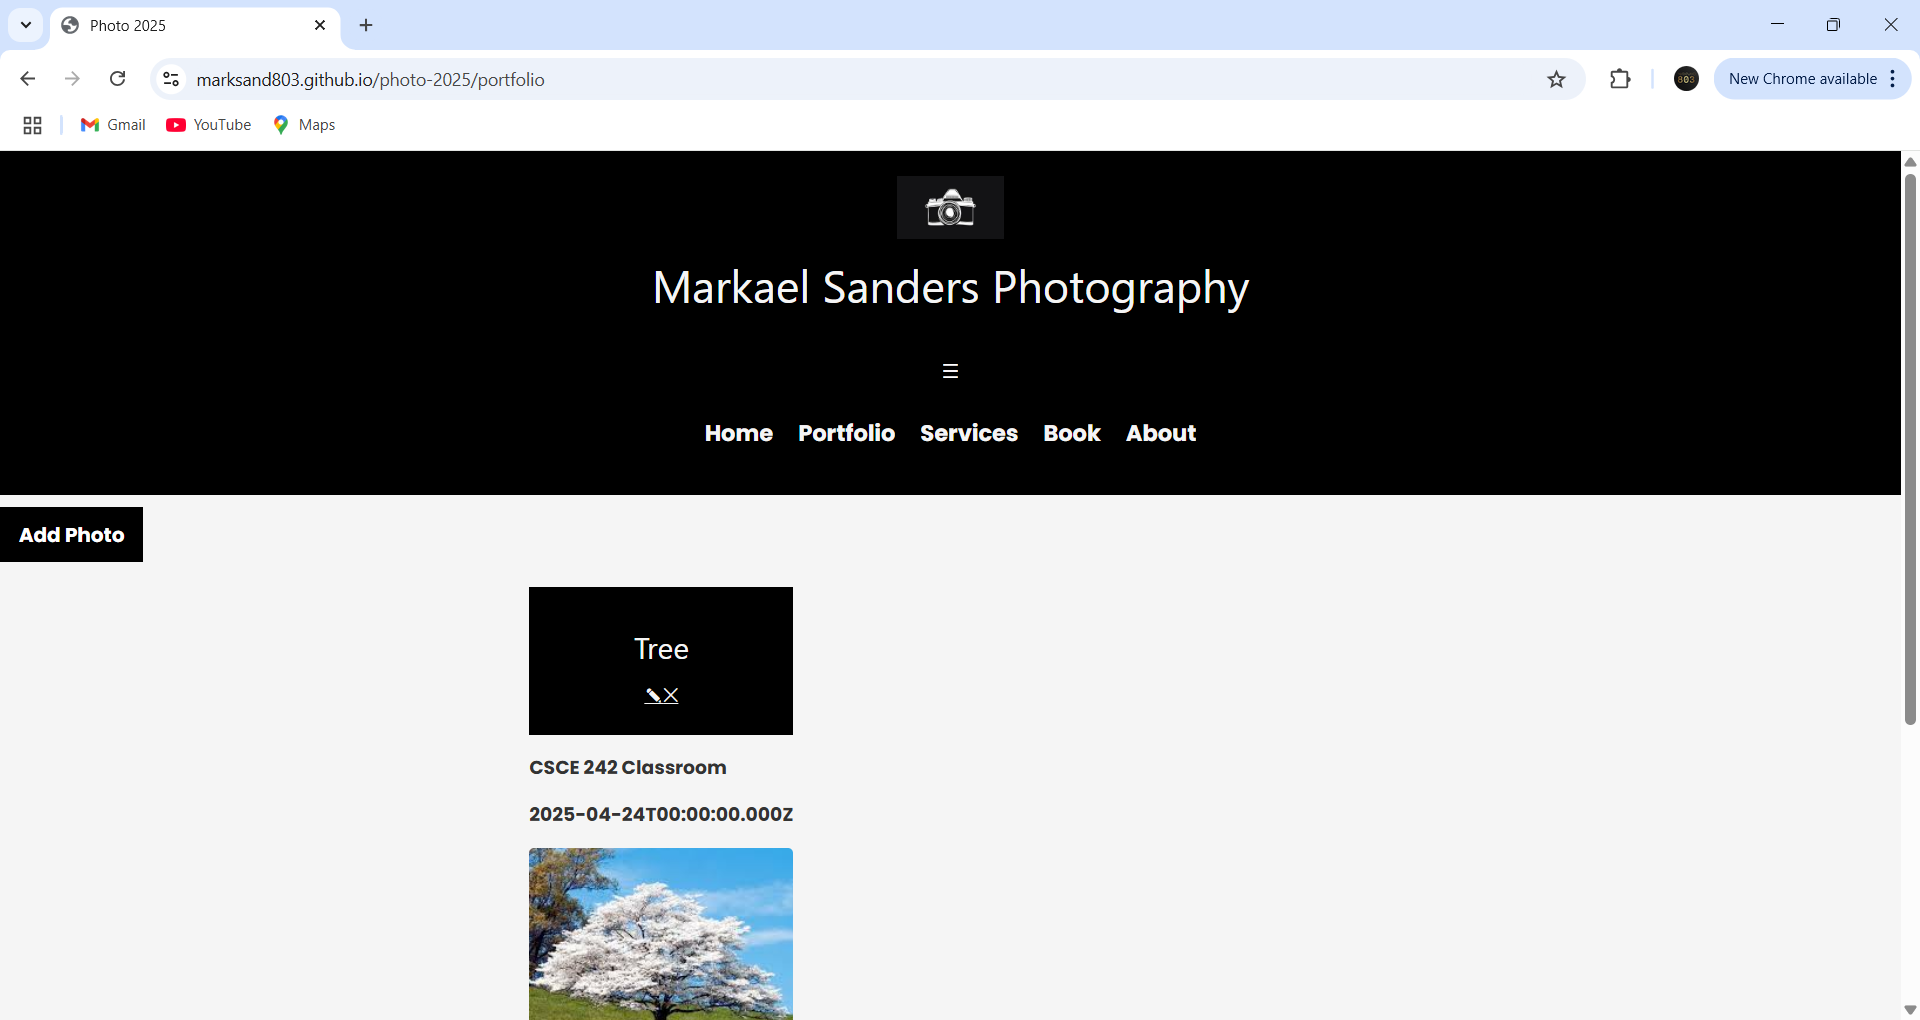 Photo 2025
marksand803.github.io/photo-2025/portfolio
803
New Chrome available
Gmail YouTube Maps
Markael Sanders Photography
☰
Home Portfolio Services Book About
Add Photo
Tree
✎✕
CSCE 242 Classroom
2025-04-24T00:00:00.000Z